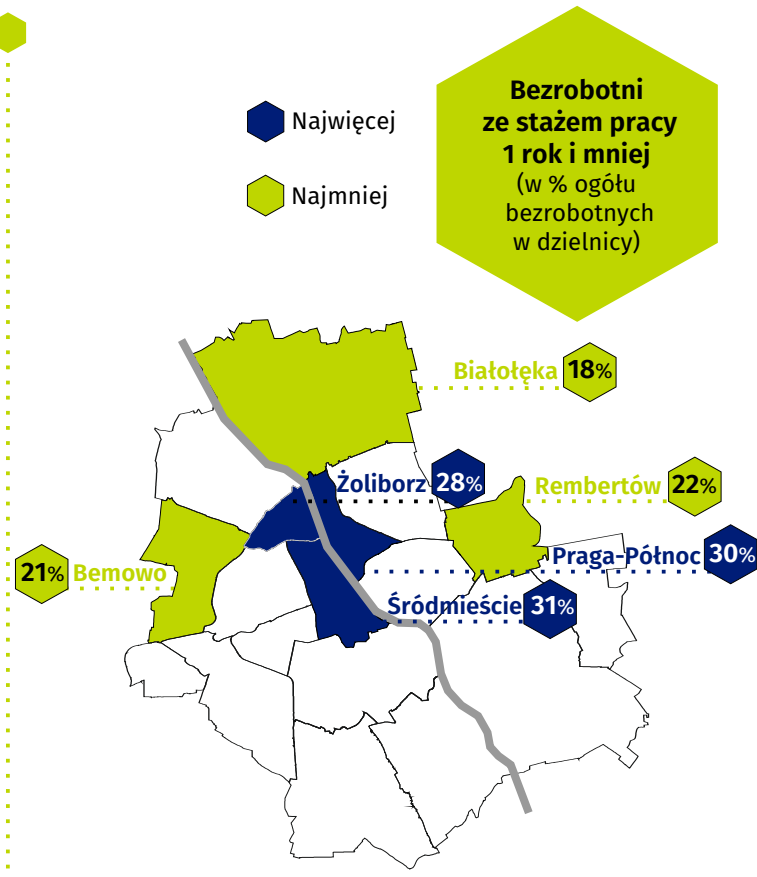 Bezrobotni
ze stażem pracy
1 rok i mniej
(w % ogółu
bezrobotnych
w dzielnicy)
Najwięcej
Najmniej
Białołęka 18%
Żoliborz 28%
Rembertów 22%
Praga-Północ 30%
21% Bemowo
Śródmieście 31%